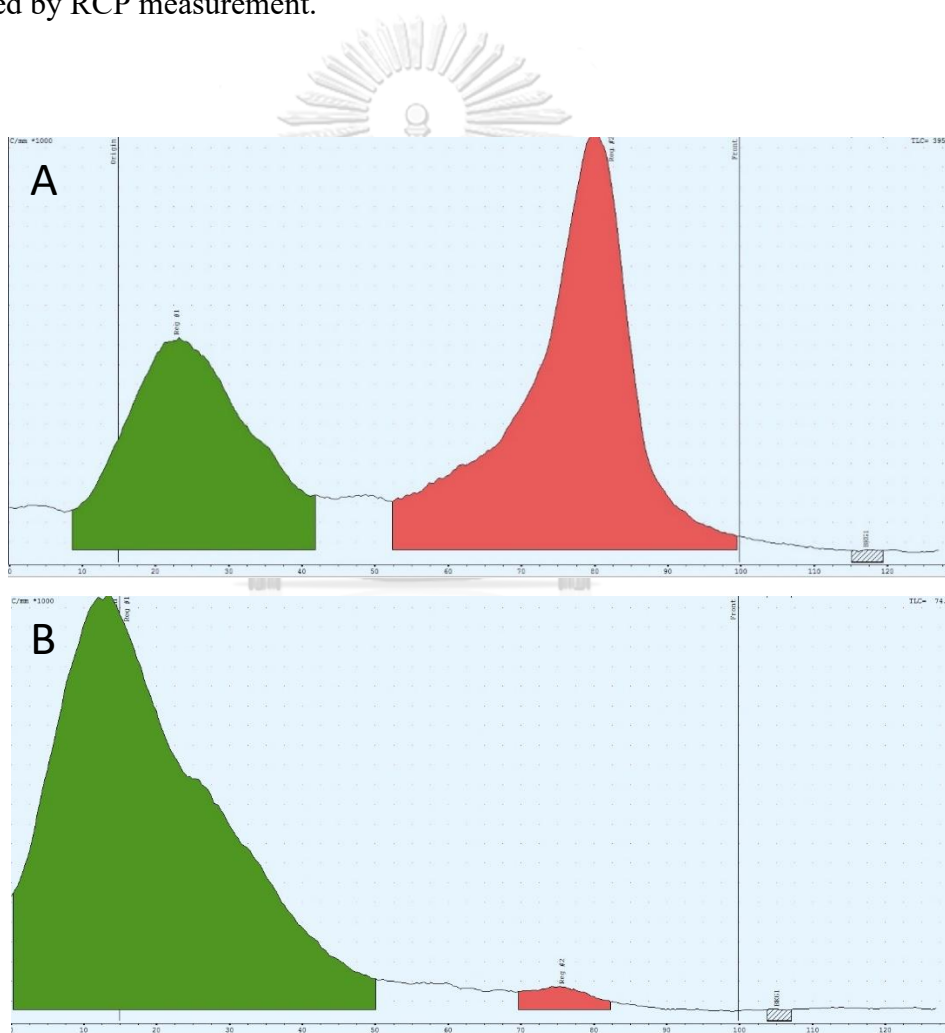 ed by RCP measurement.
C/mm *1000
Origin
Reg #2
Front
TLC= 395
A
Reg #1
BKG1
0 10 20 30 40 50 60 70 80 90 100 110 120
C/mm *1000
Reg #1
Front
TLC= 74.
B
Reg #2
BKG1
10 20 30 40 50 60 70 80 90 100 110 120